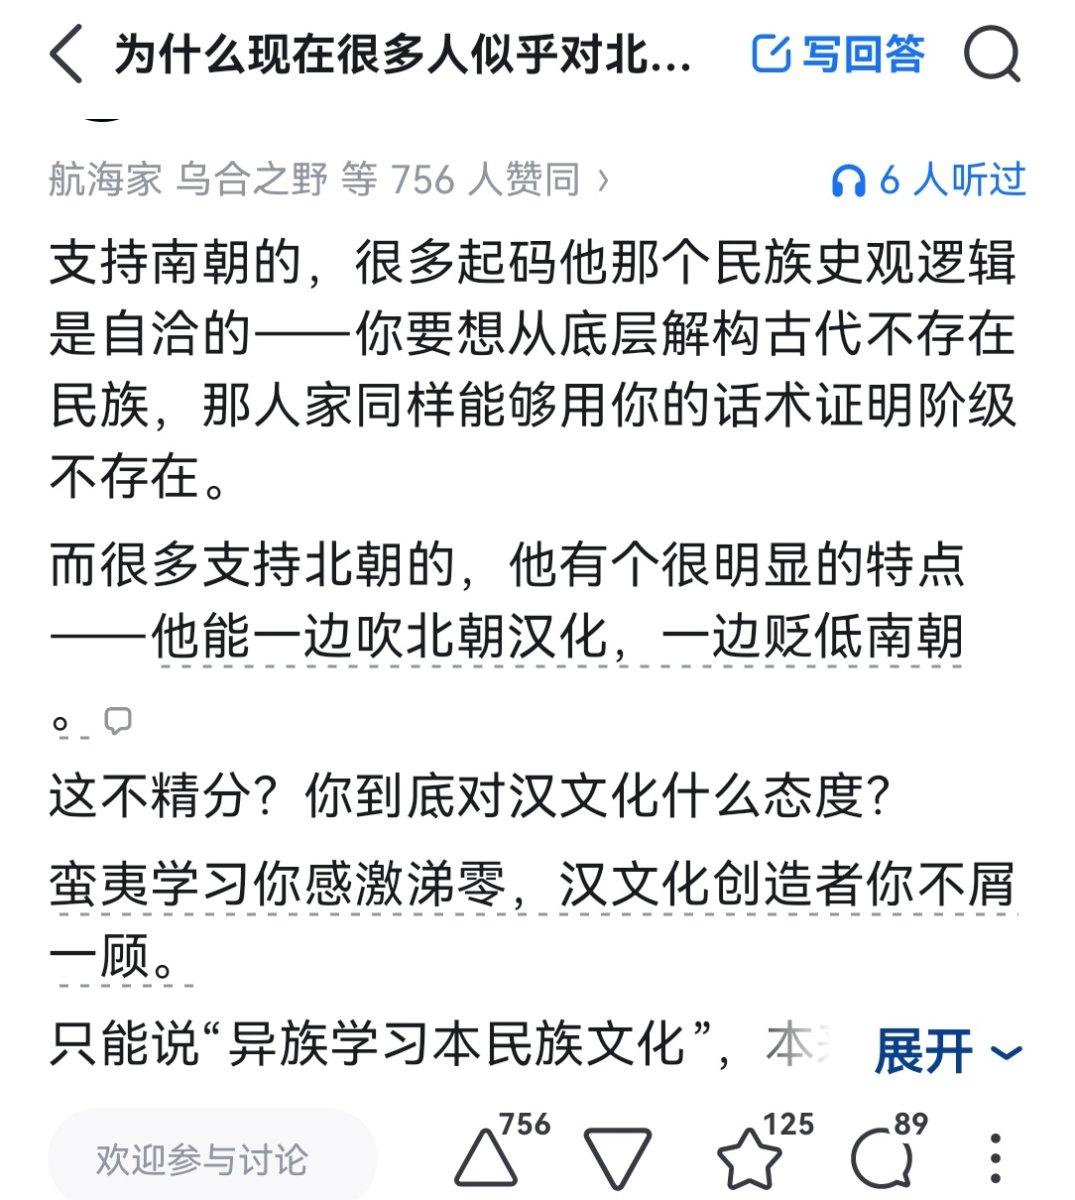 为什么现在很多人似乎对北...
写回答
航海家 乌合之野 等 756 人赞同 ›
6 人听过
支持南朝的，很多起码他那个民族史观逻辑
是自洽的——你要想从底层解构古代不存在
民族，那人家同样能够用你的话术证明阶级
不存在。
而很多支持北朝的，他有个很明显的特点
——他能一边吹北朝汉化，一边贬低南朝
。
这不精分？你到底对汉文化什么态度？
蛮夷学习你感激涕零，汉文化创造者你不屑
一顾。
只能说“异族学习本民族文化”，本
展开
欢迎参与讨论
756
125
89